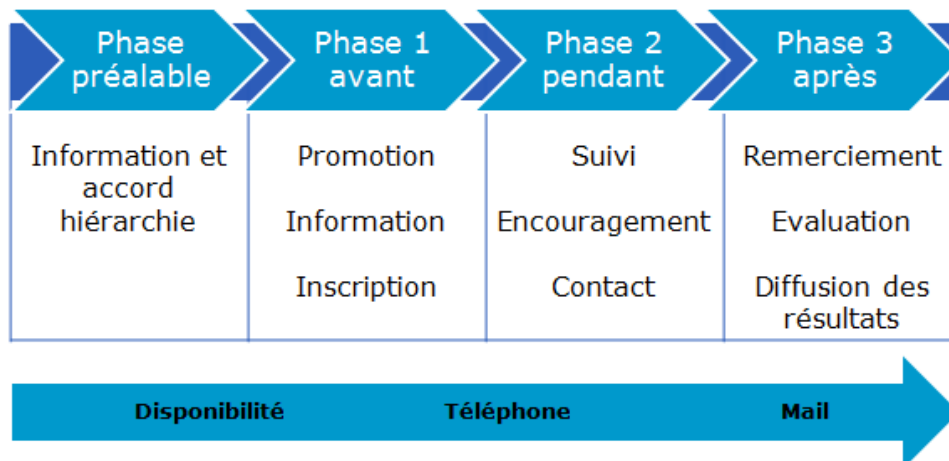 Phase
préalable
Phase 1
avant
Phase 2
pendant
Phase 3
après
Information et
accord
hiérarchie
Promotion
Information
Inscription
Suivi
Encouragement
Contact
Remerciement
Evaluation
Diffusion des
résultats
Disponibilité
Téléphone
Mail